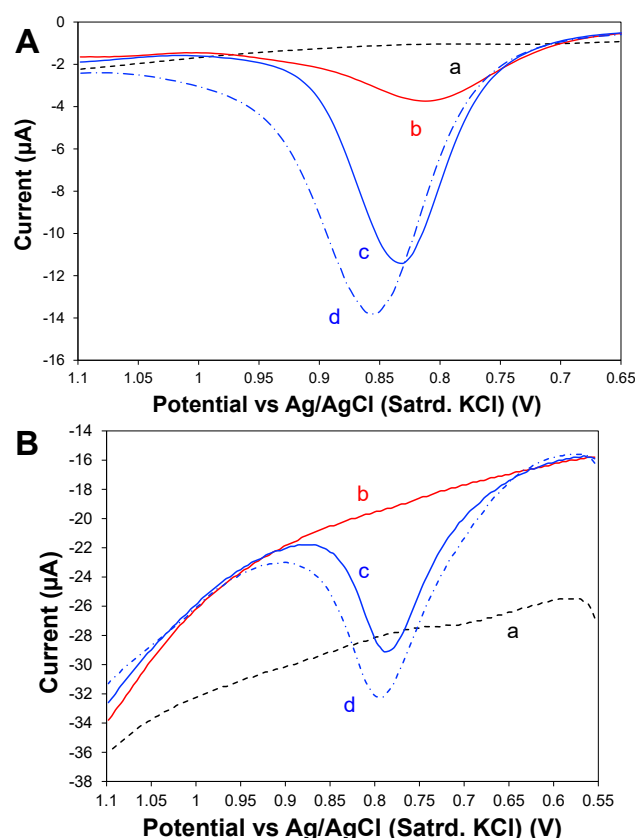 A
0
-2
-4
-6
-8
-10
-12
-14
-16
Current (µA)
a
b
c
d
1.1 1.05 1 0.95 0.9 0.85 0.8 0.75 0.7 0.65
Potential vs Ag/AgCl (Satrd. KCl) (V)
B
-14
-16
-18
-20
-22
-24
-26
-28
-30
-32
-34
-36
-38
Current (µA)
b
c
a
d
1.1 1.05 1 0.95 0.9 0.85 0.8 0.75 0.7 0.65 0.6 0.55
Potential vs Ag/AgCl (Satrd. KCl) (V)